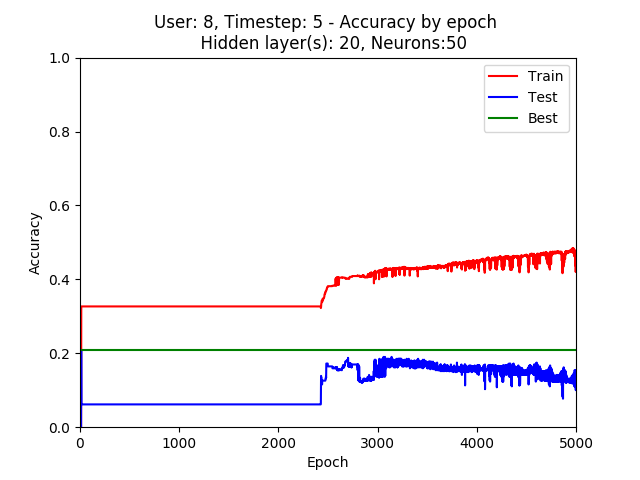 User: 8, Timestep: 5 - Accuracy by epoch
Hidden layer(s): 20, Neurons:50
1.0
0.8
0.6
0.4
0.2
0.0
Accuracy
Train
Test
Best
0
1000
2000
3000
4000
5000
Epoch